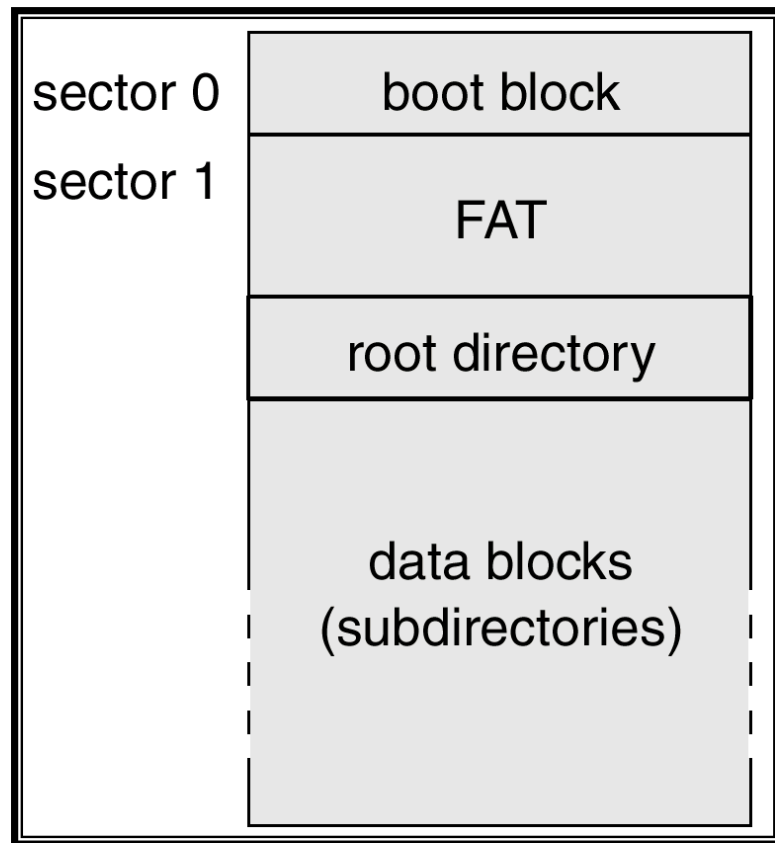 sector 0
boot block
sector 1
FAT
root directory
data blocks
(subdirectories)